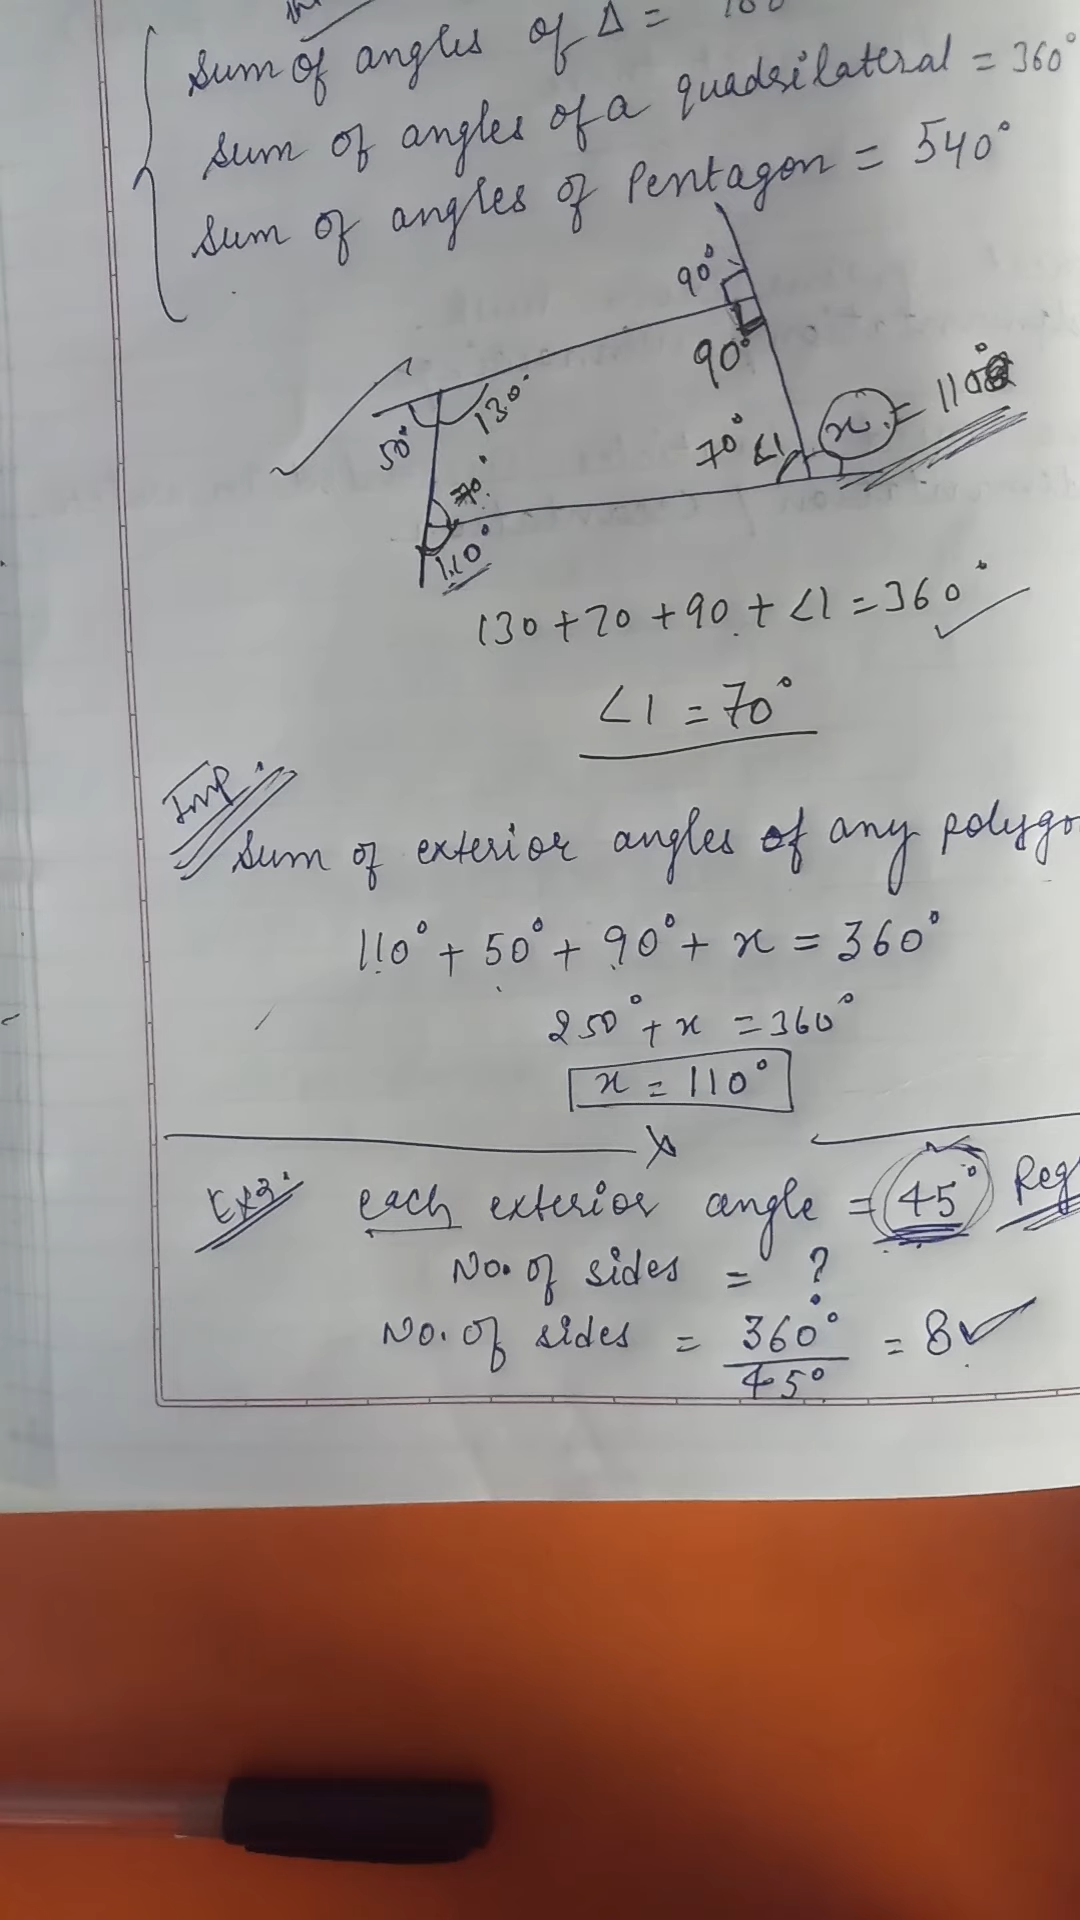 Sum of angles of Δ = 180
Sum of angles of a quadrilateral = 360°
Sum of angles of Pentagon = 540°
90°
90°
130°
50°
70° ∠1
x = 110°
70°
110°
130 + 70 + 90 + ∠1 = 360°
∠1 = 70°
Imp.
Sum of exterior angles of any polygo
110° + 50° + 90° + x = 360°
250° + x = 360°
x = 110°
Ex3. each exterior angle = 45° Reg
No. of sides = ?
No. of sides = 360° / 45° = 8